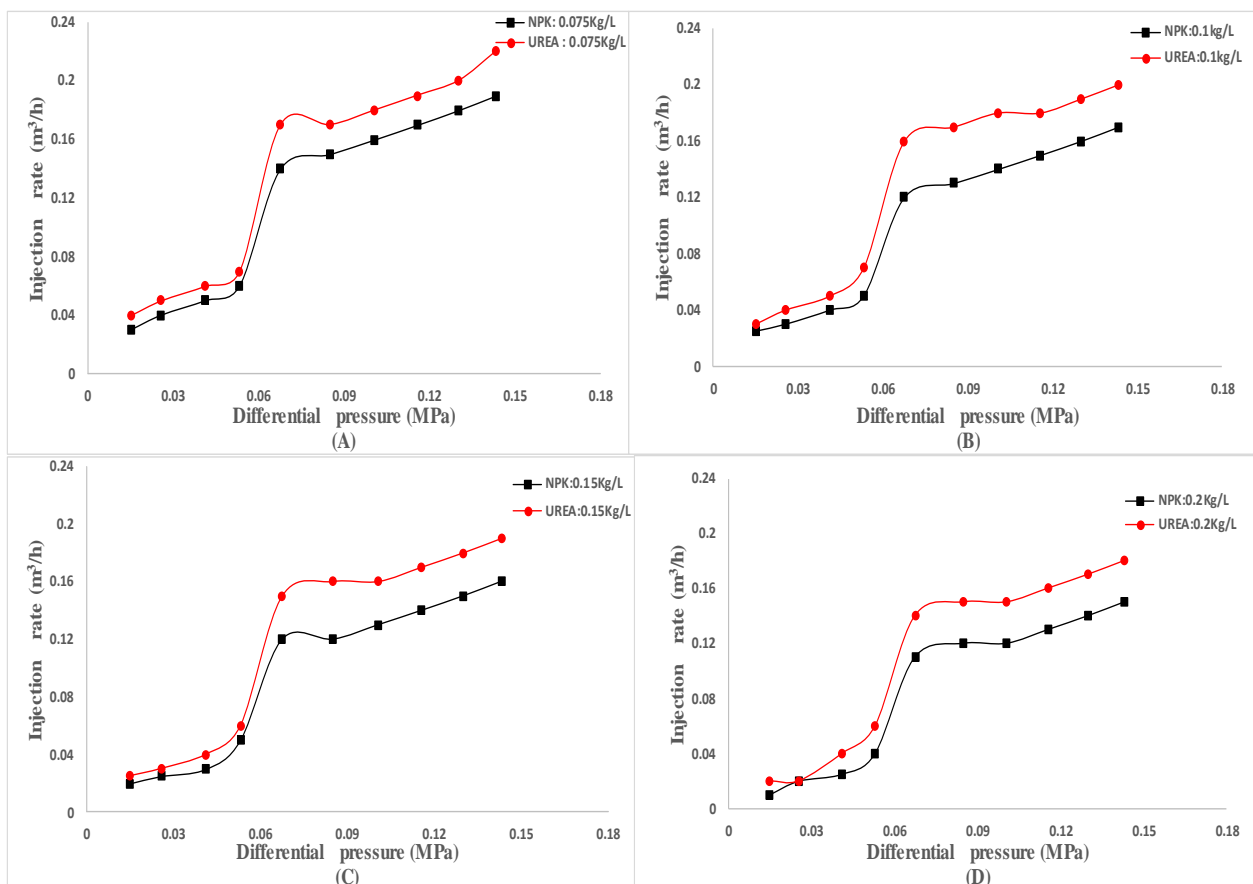 0.24
0.2
0.16
0.12
0.08
0.04
0
Injection rate (m³/h)
NPK: 0.075Kg/L
UREA : 0.075Kg/L
0 0.03 0.06 0.09 0.12 0.15 0.18
Differential pressure (MPa)
(A)
0.24
0.2
0.16
0.12
0.08
0.04
0
Injection rate (m³/h)
NPK:0.1kg/L
UREA:0.1kg/L
0 0.03 0.06 0.09 0.12 0.15 0.18
Differential pressure (MPa)
(B)
0.24
0.2
0.16
0.12
0.08
0.04
0
Injection rate (m³/h)
NPK:0.15Kg/L
UREA:0.15Kg/L
0 0.03 0.06 0.09 0.12 0.15 0.18
Differential pressure (MPa)
(C)
0.24
0.2
0.16
0.12
0.08
0.04
0
Injection rate (m³/h)
NPK:0.2Kg/L
UREA:0.2Kg/L
0 0.03 0.06 0.09 0.12 0.15 0.18
Differential pressure (MPa)
(D)